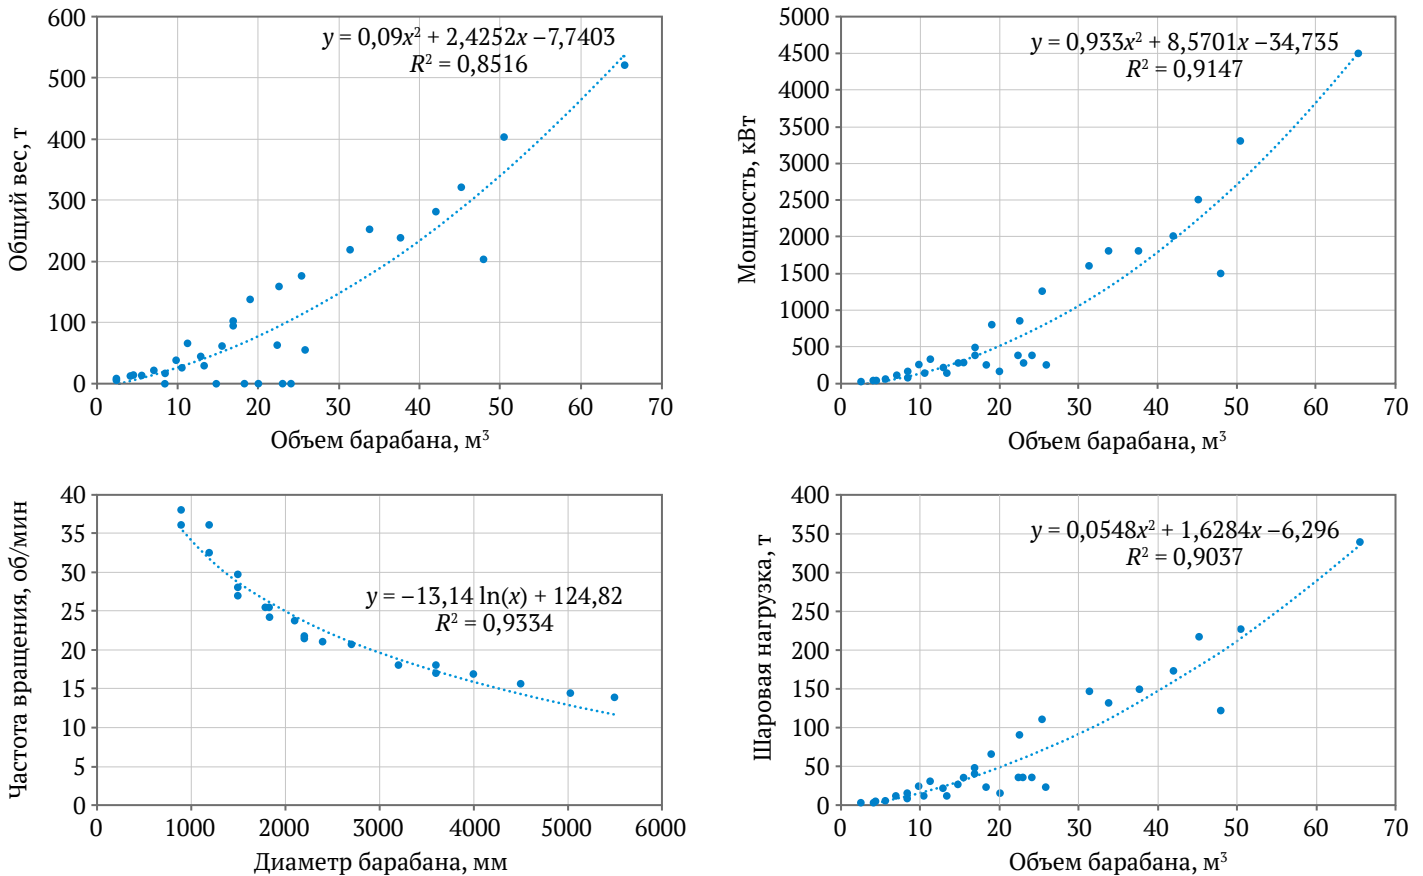 Общий вес, т
600
500
400
300
200
100
0
y = 0,09x² + 2,4252x –7,7403
R² = 0,8516
0 10 20 30 40 50 60 70
Объем барабана, м³
Мощность, кВт
5000
4500
4000
3500
3000
2500
2000
1500
1000
500
0
y = 0,933x² + 8,5701x –34,735
R² = 0,9147
0 10 20 30 40 50 60 70
Объем барабана, м³
Частота вращения, об/мин
40
35
30
25
20
15
10
5
0
y = –13,14 ln(x) + 124,82
R² = 0,9334
0 1000 2000 3000 4000 5000 6000
Диаметр барабана, мм
Шаровая нагрузка, т
400
350
300
250
200
150
100
50
0
y = 0,0548x² + 1,6284x –6,296
R² = 0,9037
0 10 20 30 40 50 60 70
Объем барабана, м³